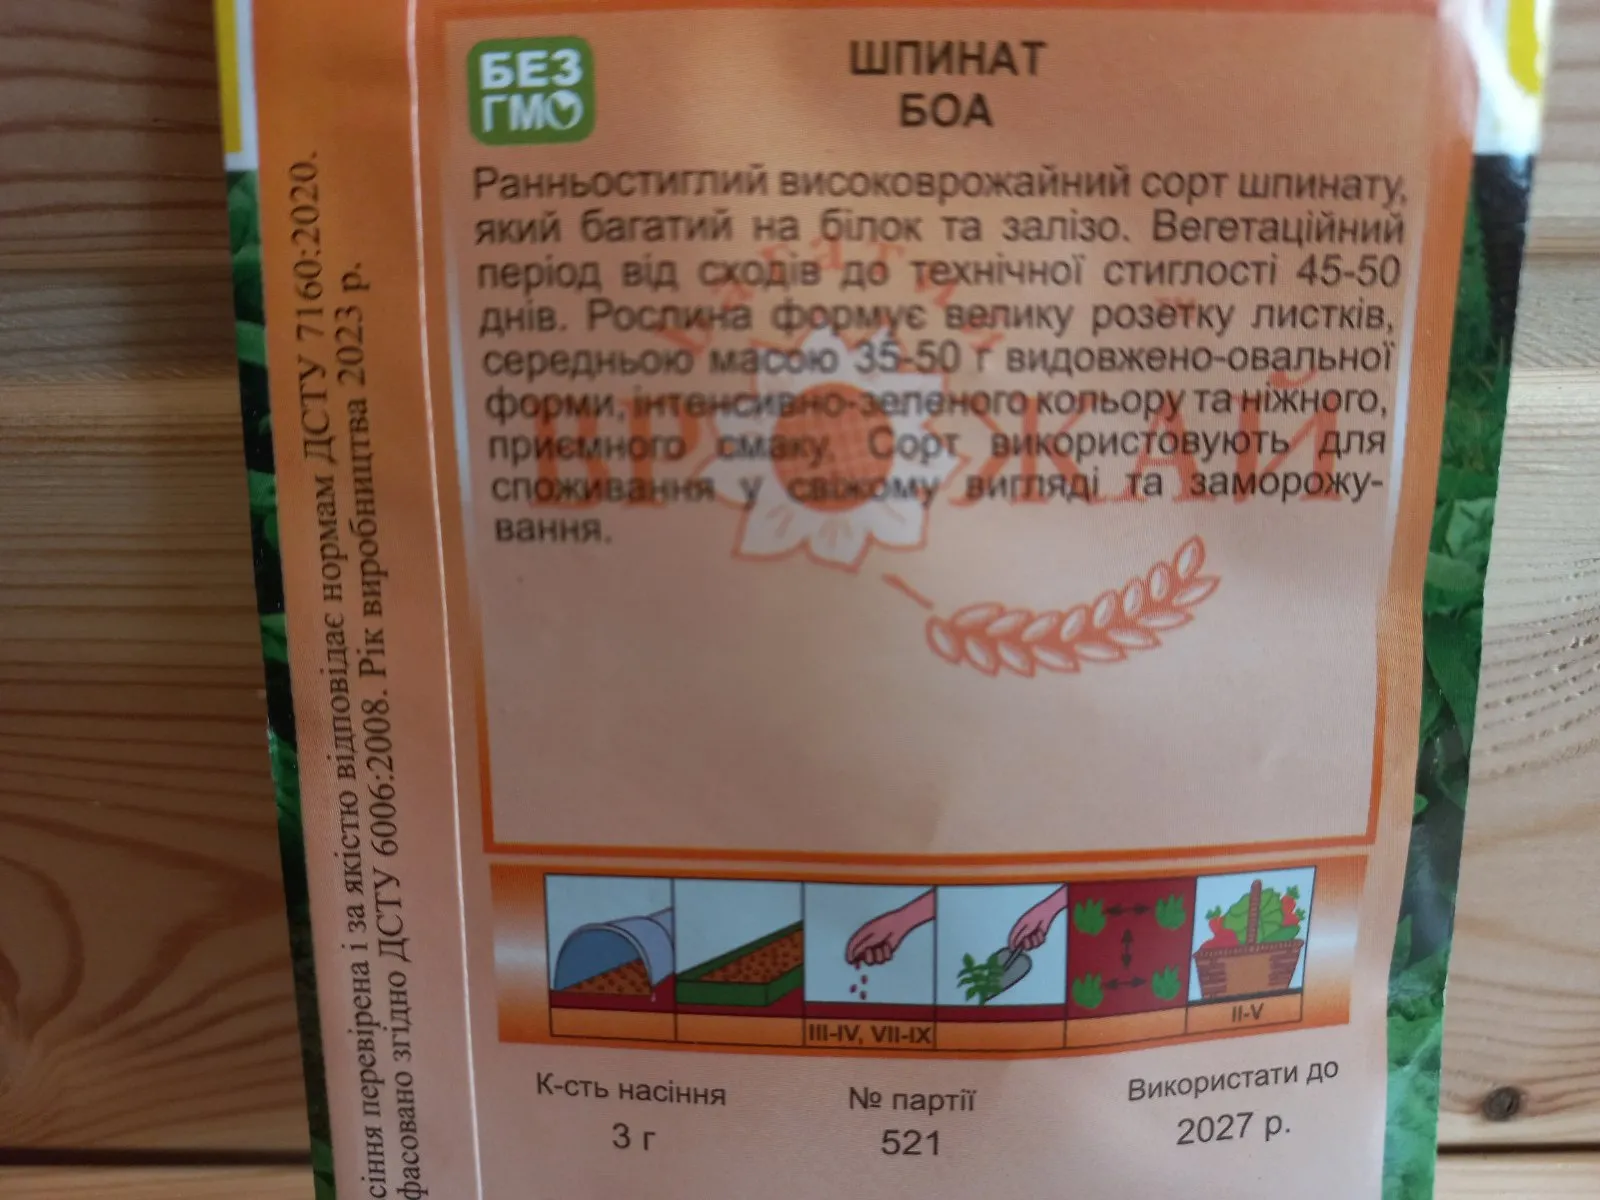 БЕЗ
ГМО
ШПИНАТ
БОА
Ранньостиглий високоврожайний сорт шпинату,
який багатий на білок та залізо. Вегетаційний
період від сходів до технічної стиглості 45-50
днів. Рослина формує велику розетку листків,
середньою масою 35-50 г видовжено-овальної
форми, інтенсивно-зеленого кольору та ніжного,
приємного смаку. Сорт використовують для
споживання у свіжому вигляді та заморожу-
вання.
Багатий
ВРОЖАЙ
III-IV, VII-IX
II-V
К-сть насіння
3 г
№ партії
521
Використати до
2027 р.
сіння перевірена і за якістю відповідає нормам ДСТУ 7160:2020.
фасовано згідно ДСТУ 6006:2008. Рік виробництва 2023 р.